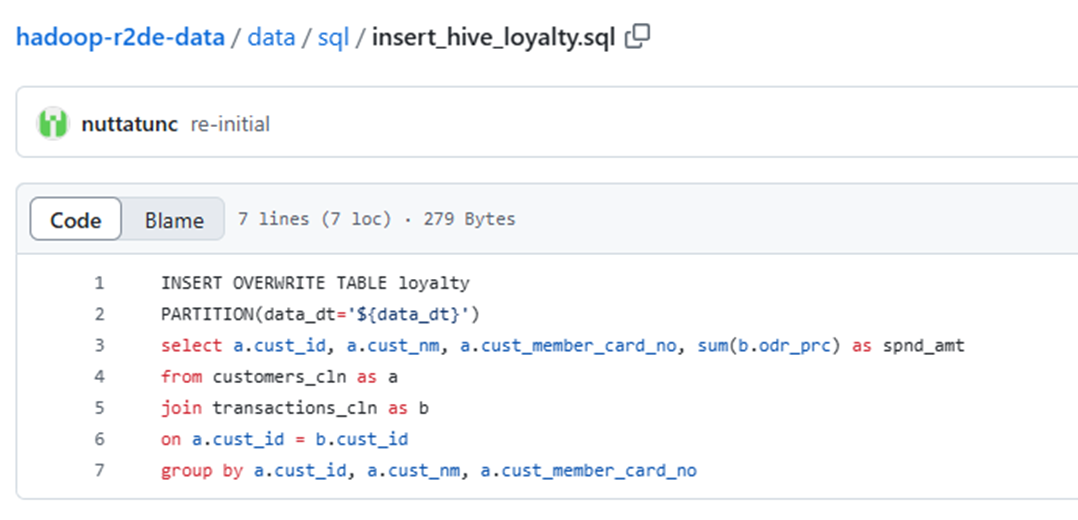 hadoop-r2de-data / data / sql / insert_hive_loyalty.sql
nuttatunc re-initial
Code Blame 7 lines (7 loc) · 279 Bytes
1 INSERT OVERWRITE TABLE loyalty
2 PARTITION(data_dt='${data_dt}')
3 select a.cust_id, a.cust_nm, a.cust_member_card_no, sum(b.odr_prc) as spnd_amt
4 from customers_cln as a
5 join transactions_cln as b
6 on a.cust_id = b.cust_id
7 group by a.cust_id, a.cust_nm, a.cust_member_card_no